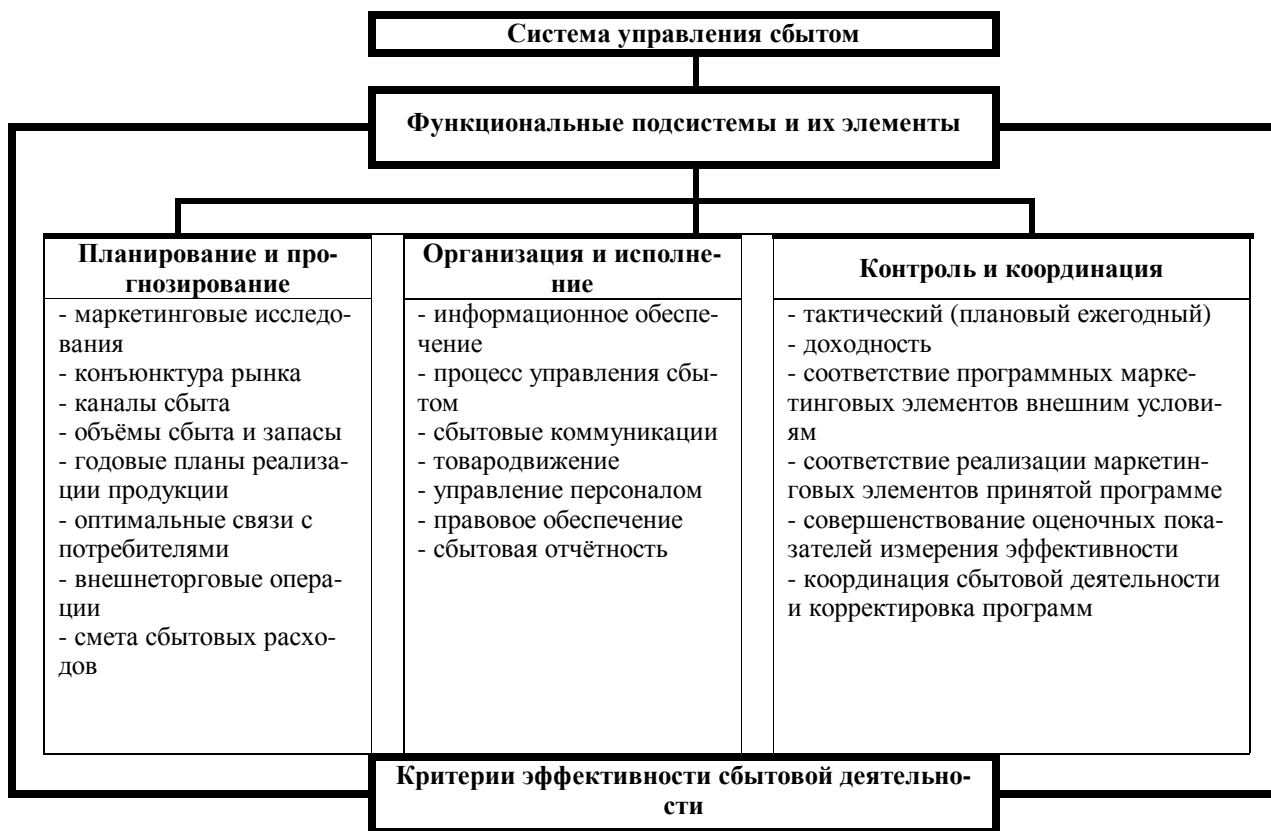 Система управления сбытом
Функциональные подсистемы и их элементы
Планирование и про-
гнозирование
- маркетинговые исследо-
вания
- конъюнктура рынка
- каналы сбыта
- объёмы сбыта и запасы
- годовые планы реализа-
ции продукции
- оптимальные связи с
потребителями
- внешнеторговые опера-
ции
- смета сбытовых расхо-
дов
Организация и исполне-
ние
- информационное обеспе-
чение
- процесс управления сбы-
том
- сбытовые коммуникации
- товародвижение
- управление персоналом
- правовое обеспечение
- сбытовая отчётность
Контроль и координация
- тактический (плановый ежегодный)
- доходность
- соответствие программных марке-
тинговых элементов внешним услови-
ям
- соответствие реализации маркетин-
говых элементов принятой программе
- совершенствование оценочных пока-
зателей измерения эффективности
- координация сбытовой деятельности
и корректировка программ
Критерии эффективности сбытовой деятельно-
сти